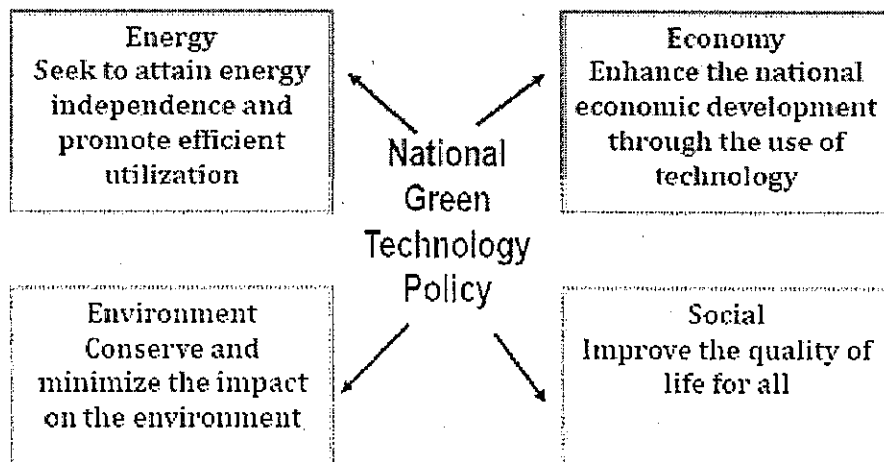 Energy
Seek to attain energy
independence and
promote efficient
utilization
Economy
Enhance the national
economic development
through the use of
technology
National
Green
Technology
Policy
Environment
Conserve and
minimize the impact
on the environment
Social
Improve the quality of
life for all